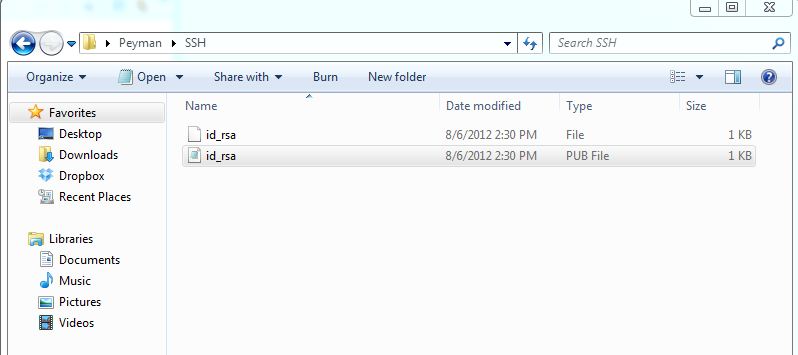 Peyman SSH Search SSH
Organize Open Share with Burn New folder
Favorites
Desktop
Downloads
Dropbox
Recent Places
Libraries
Documents
Music
Pictures
Videos
Name Date modified Type Size
id_rsa 8/6/2012 2:30 PM File 1 KB
id_rsa 8/6/2012 2:30 PM PUB File 1 KB